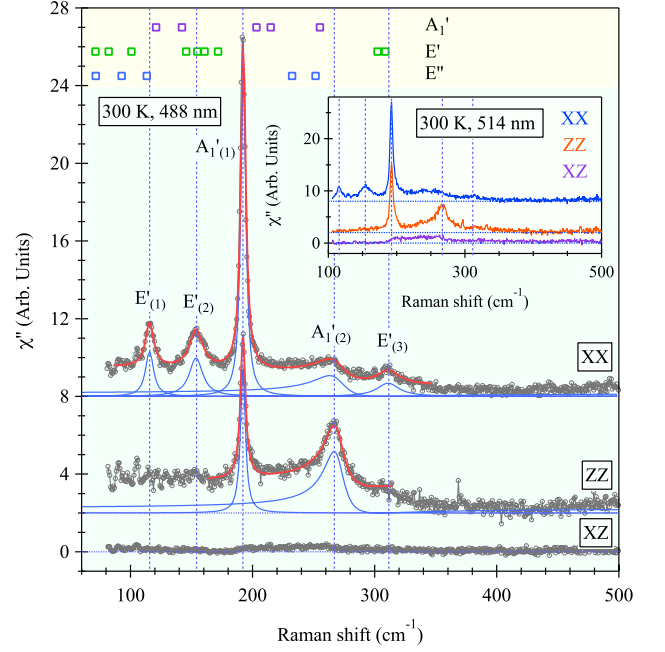 28
A₁'
E'
E''
24
300 K, 488 nm
300 K, 514 nm
XX
ZZ
XZ
20
10
0
χ'' (Arb. Units)
A₁'₍₁₎
20
16
100
300
500
Raman shift (cm⁻¹)
12
E'₍₁₎
E'₍₂₎
A₁'₍₂₎
E'₍₃₎
XX
8
ZZ
4
XZ
0
χ'' (Arb. Units)
100
200
300
400
500
Raman shift (cm⁻¹)